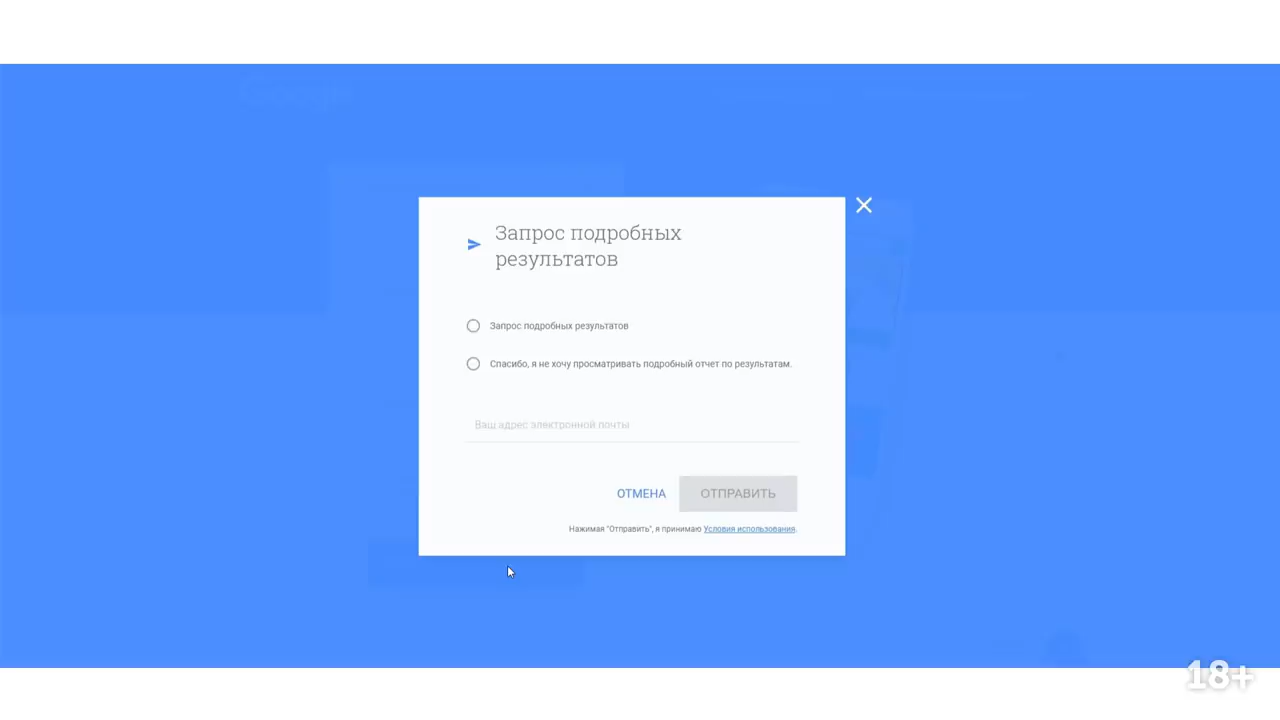 Запрос подробных
результатов
Запрос подробных результатов
Спасибо, я не хочу просматривать подробный отчет по результатам.
Ваш адрес электронной почты
ОТМЕНА
ОТПРАВИТЬ
Нажимая "Отправить", я принимаю Условия использования.
18+